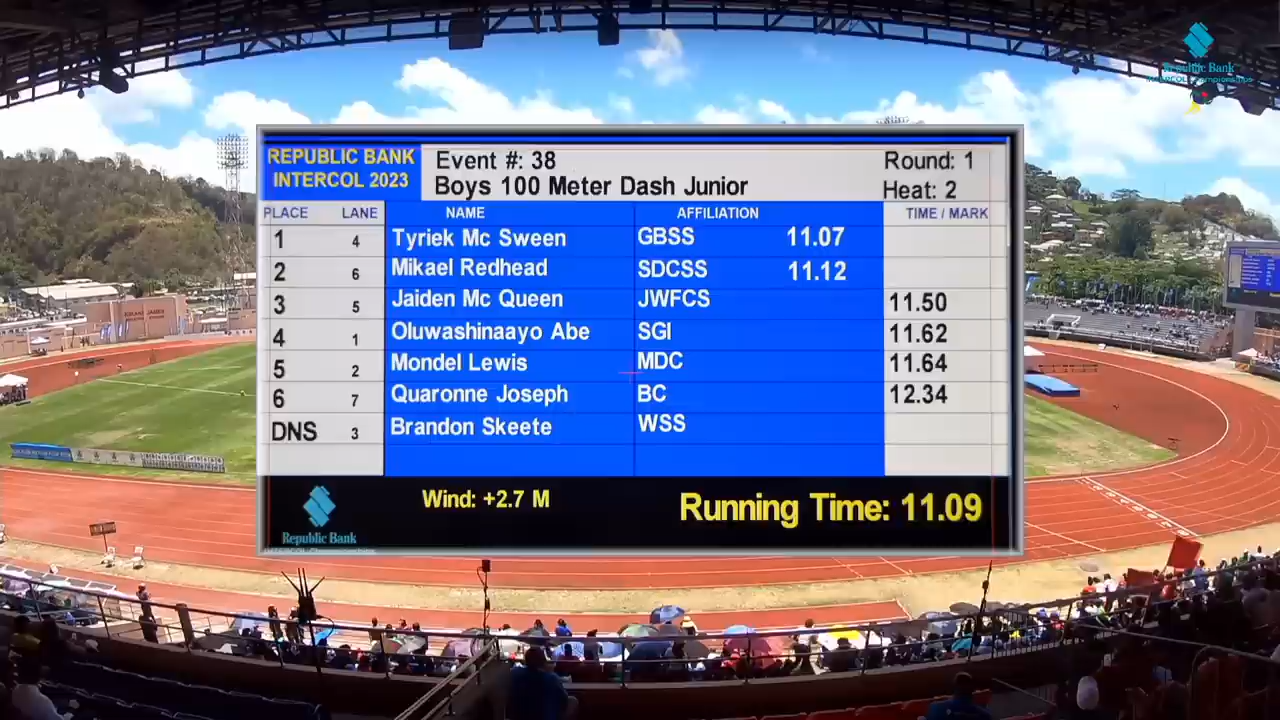 Republic Bank
INTERCOL Championships
REPUBLIC BANK
INTERCOL 2023
Event #: 38
Boys 100 Meter Dash Junior
Round: 1
Heat: 2
PLACE LANE NAME AFFILIATION TIME / MARK
1 4 Tyriek Mc Sween GBSS 11.07
2 6 Mikael Redhead SDCSS 11.12
3 5 Jaiden Mc Queen JWFCS 11.50
4 1 Oluwashinaayo Abe SGI 11.62
5 2 Mondel Lewis MDC 11.64
6 7 Quaronne Joseph BC 12.34
DNS 3 Brandon Skeete WSS
Wind: +2.7 M
Running Time: 11.09
Republic Bank
INTERCOL Championships